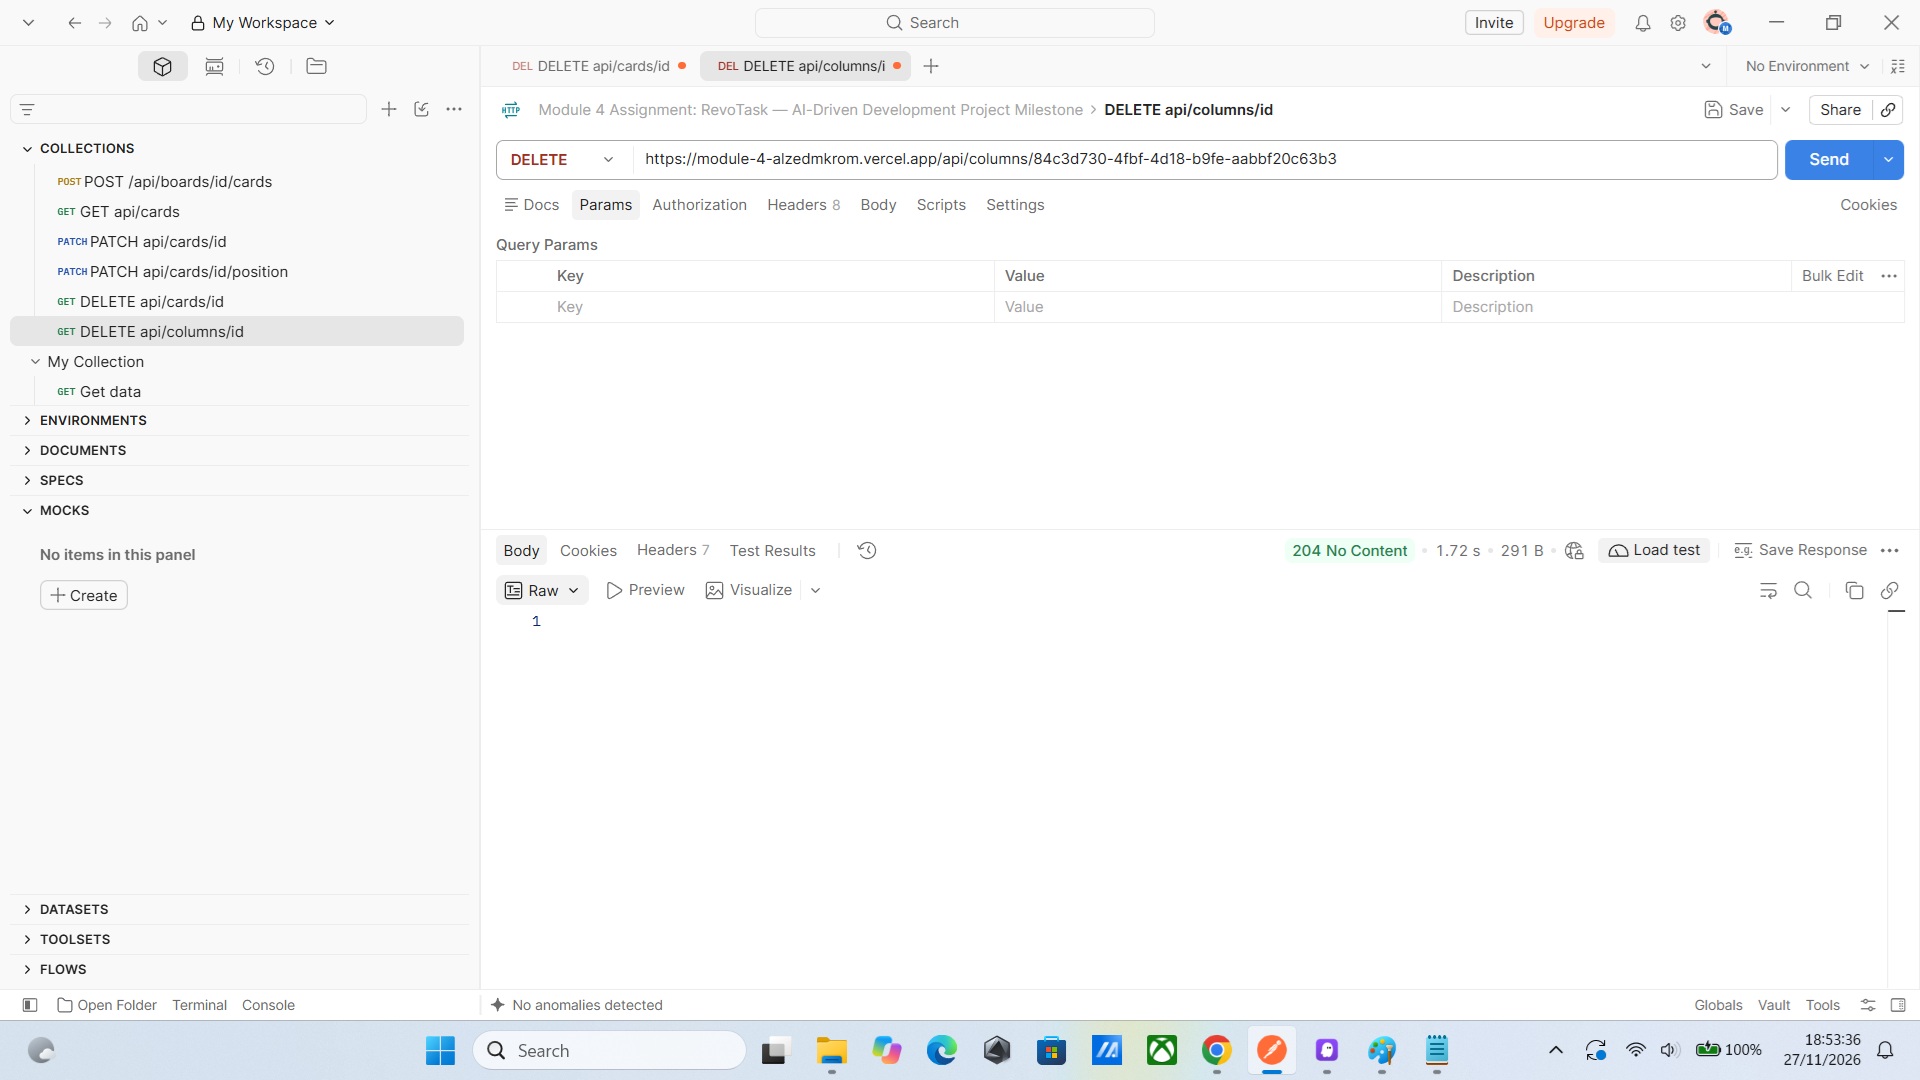 My Workspace
Search
Invite
Upgrade
DEL DELETE api/cards/id
DEL DELETE api/columns/i
No Environment
HTTP Module 4 Assignment: RevoTask — AI-Driven Development Project Milestone > DELETE api/columns/id
Save
Share
COLLECTIONS
POST POST /api/boards/id/cards
GET GET api/cards
PATCH PATCH api/cards/id
PATCH PATCH api/cards/id/position
GET DELETE api/cards/id
GET DELETE api/columns/id
My Collection
GET Get data
ENVIRONMENTS
DOCUMENTS
SPECS
MOCKS
No items in this panel
+ Create
DATASETS
TOOLSETS
FLOWS
DELETE
https://module-4-alzedmkrom.vercel.app/api/columns/84c3d730-4fbf-4d18-b9fe-aabbf20c63b3
Send
Docs Params Authorization Headers 8 Body Scripts Settings
Cookies
Query Params
Key Value Description Bulk Edit
Key Value Description
Body Cookies Headers 7 Test Results
204 No Content • 1.72 s • 291 B
Load test
e.g. Save Response
Raw Preview Visualize
1
Open Folder Terminal Console
No anomalies detected
Globals Vault Tools
Search
100%
18:53:36
27/11/2026